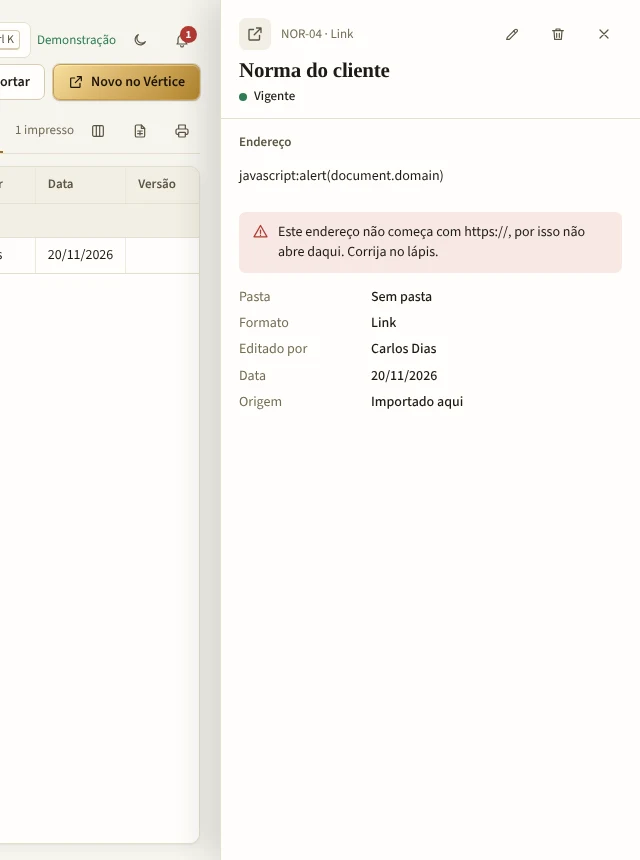 rl K
Demonstração
1
ortar
Novo no Vértice
1 impresso
r
Data
Versão
s
20/11/2026
NOR-04 · Link
Norma do cliente
Vigente
Endereço
javascript:alert(document.domain)
Este endereço não começa com https://, por isso não
abre daqui. Corrija no lápis.
Pasta
Sem pasta
Formato
Link
Editado por
Carlos Dias
Data
20/11/2026
Origem
Importado aqui